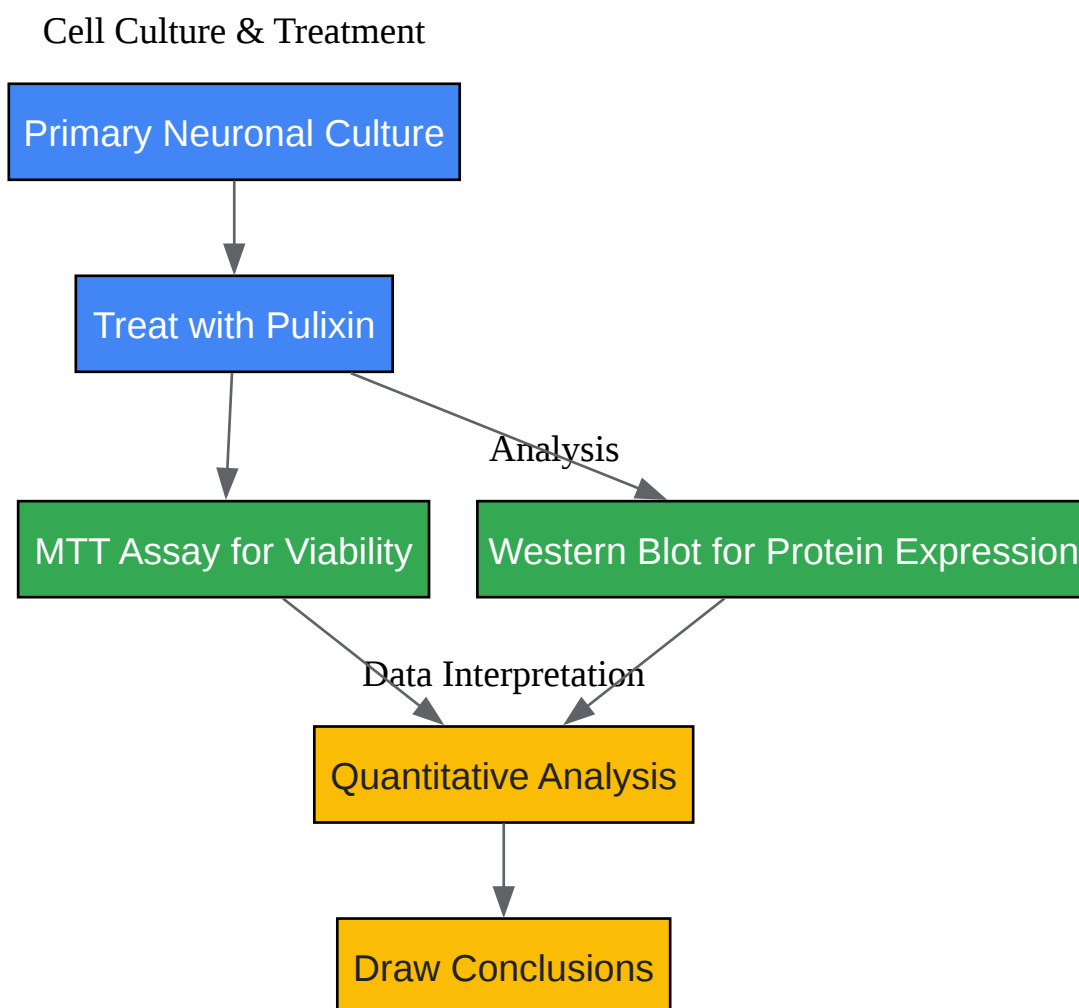 Cell Culture & Treatment
Primary Neuronal Culture
Treat with Pulixin
Analysis
MTT Assay for Viability
Western Blot for Protein Expression
Data Interpretation
Quantitative Analysis
Draw Conclusions